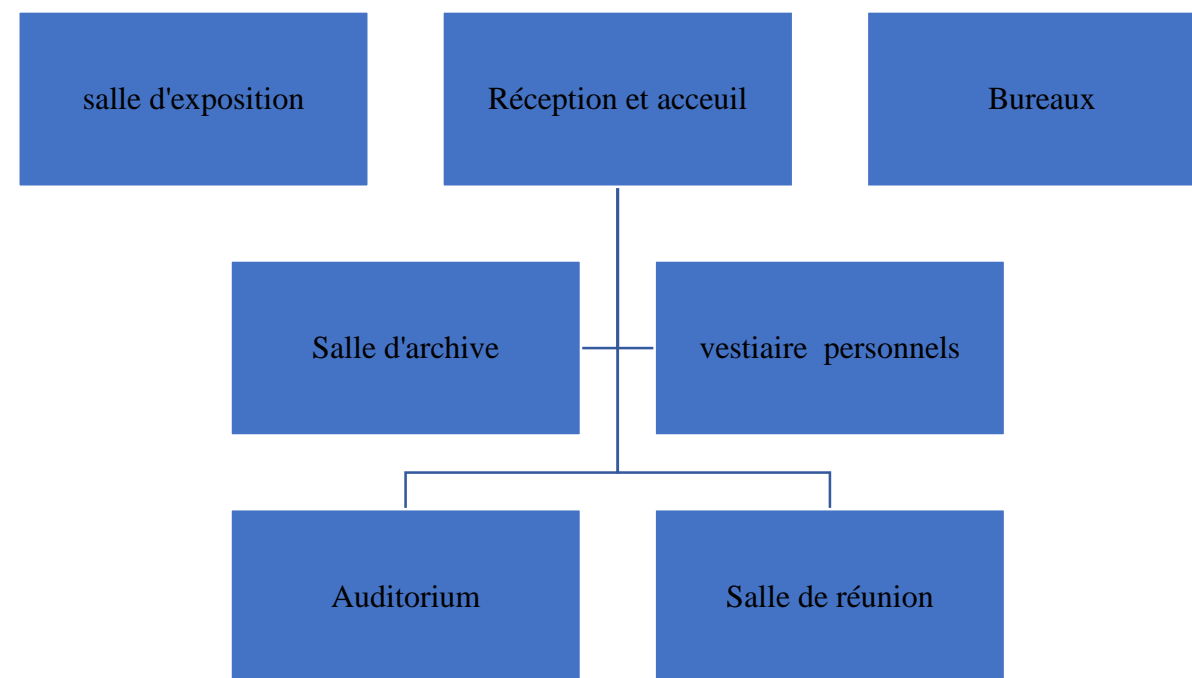 salle d'exposition
Réception et acceuil
Bureaux
Salle d'archive
vestiaire  personnels
Auditorium
Salle de réunion